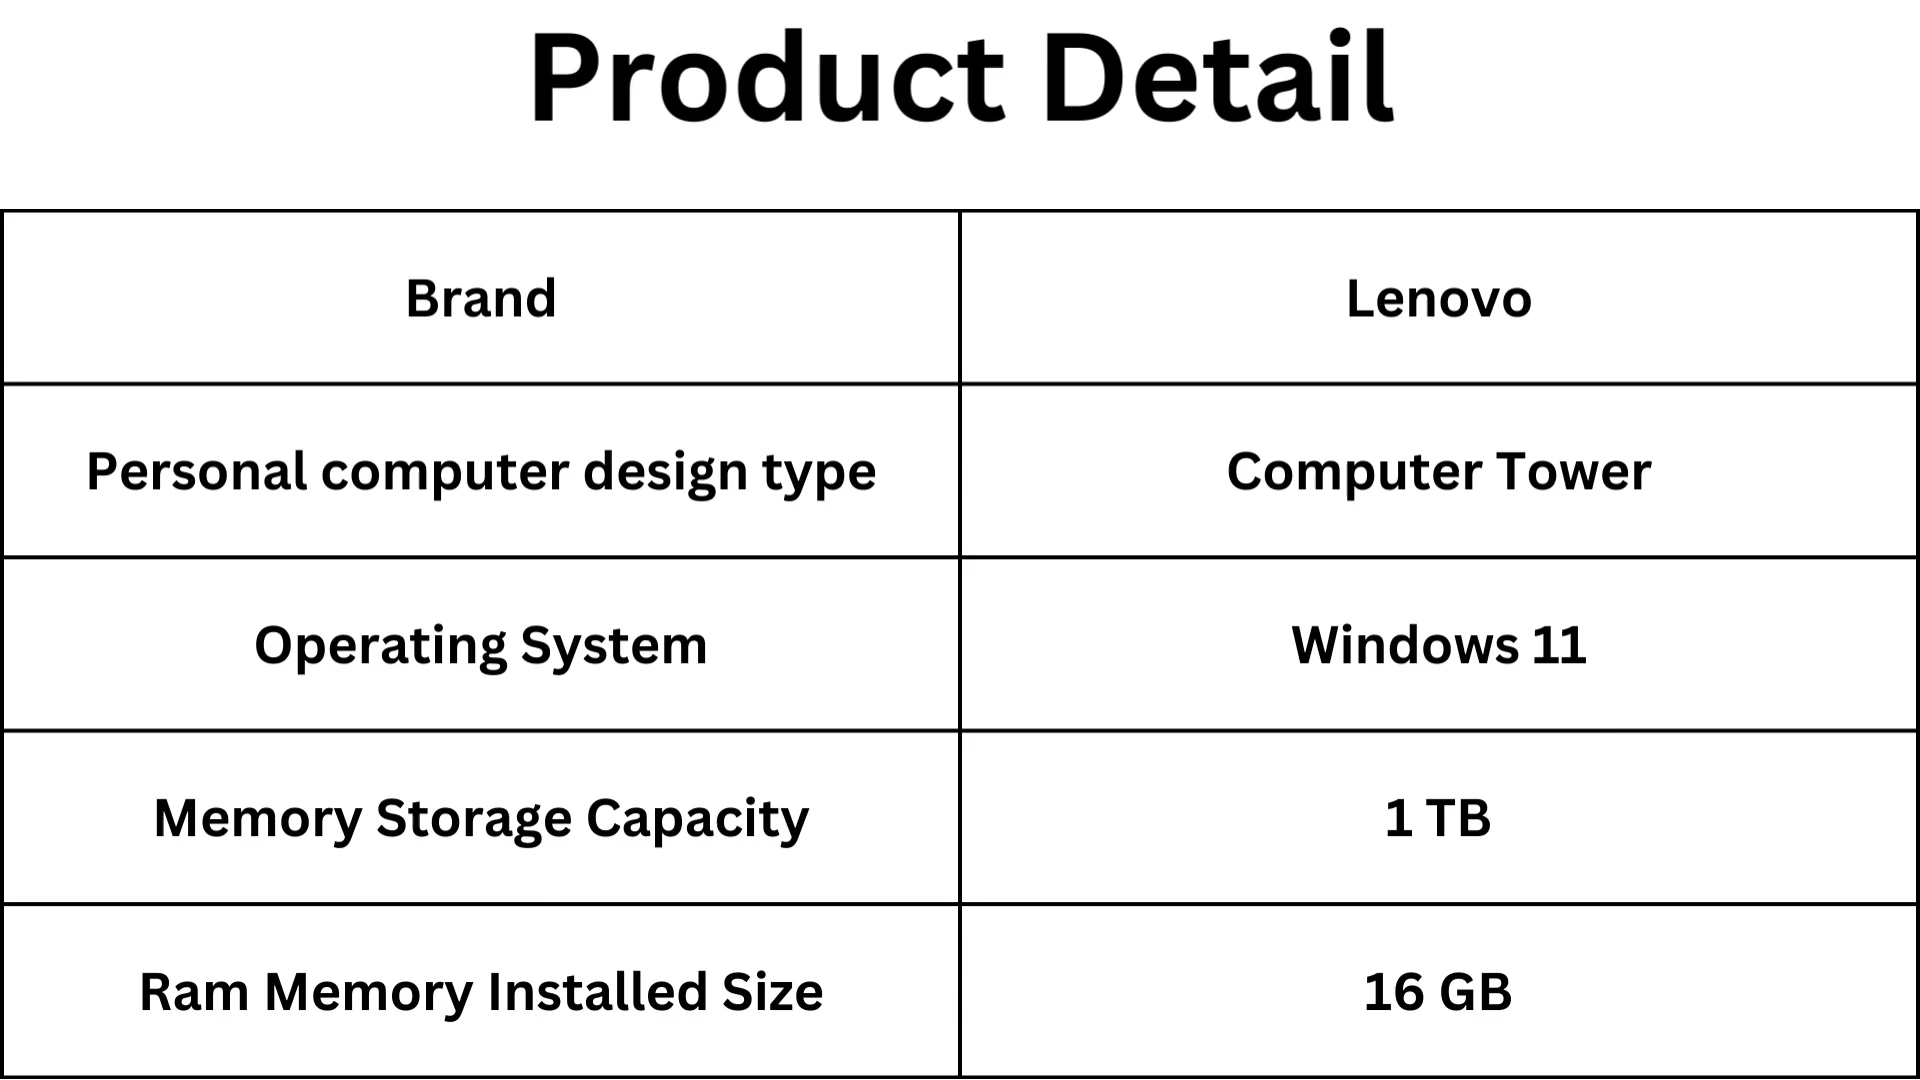 Product Detail
Brand
Lenovo
Personal computer design type
Computer Tower
Operating System
Windows 11
Memory Storage Capacity
1 TB
Ram Memory Installed Size
16 GB